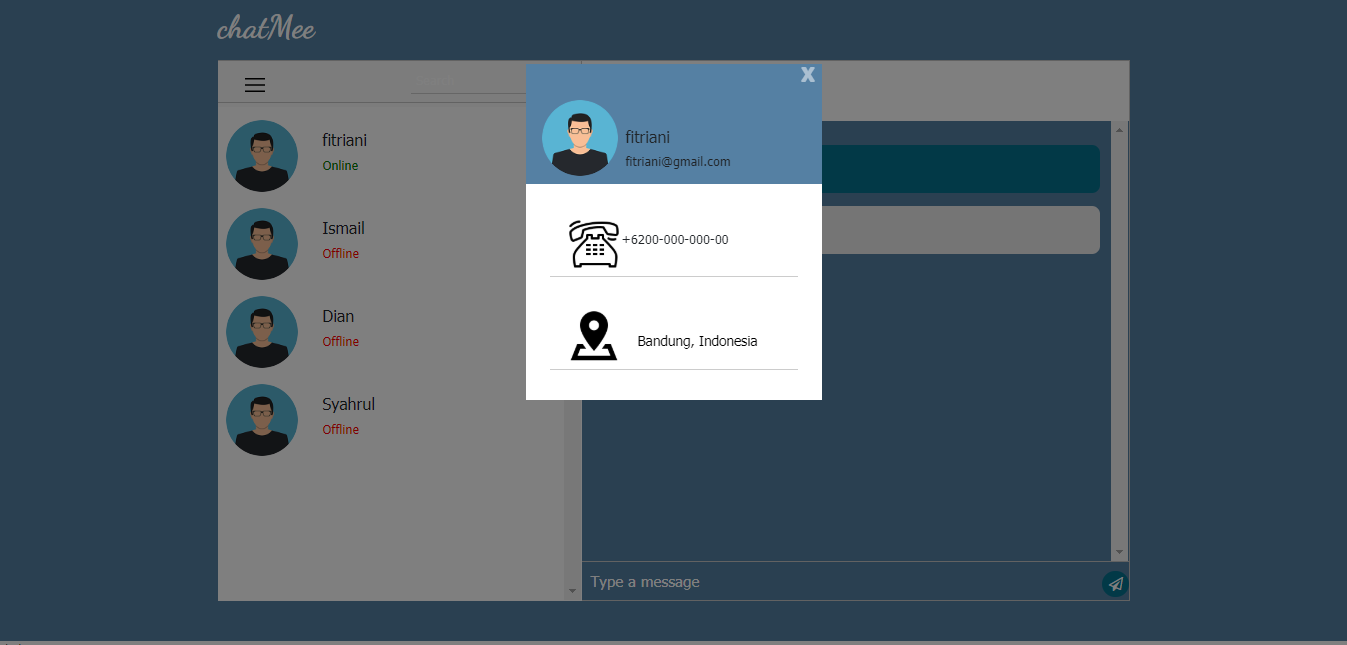 chatMee
X
fitriani
Online
Ismail
Offline
Dian
Offline
Syahrul
Offline
fitriani
fitriani@gmail.com
+6200-000-000-00
Bandung, Indonesia
Type a message